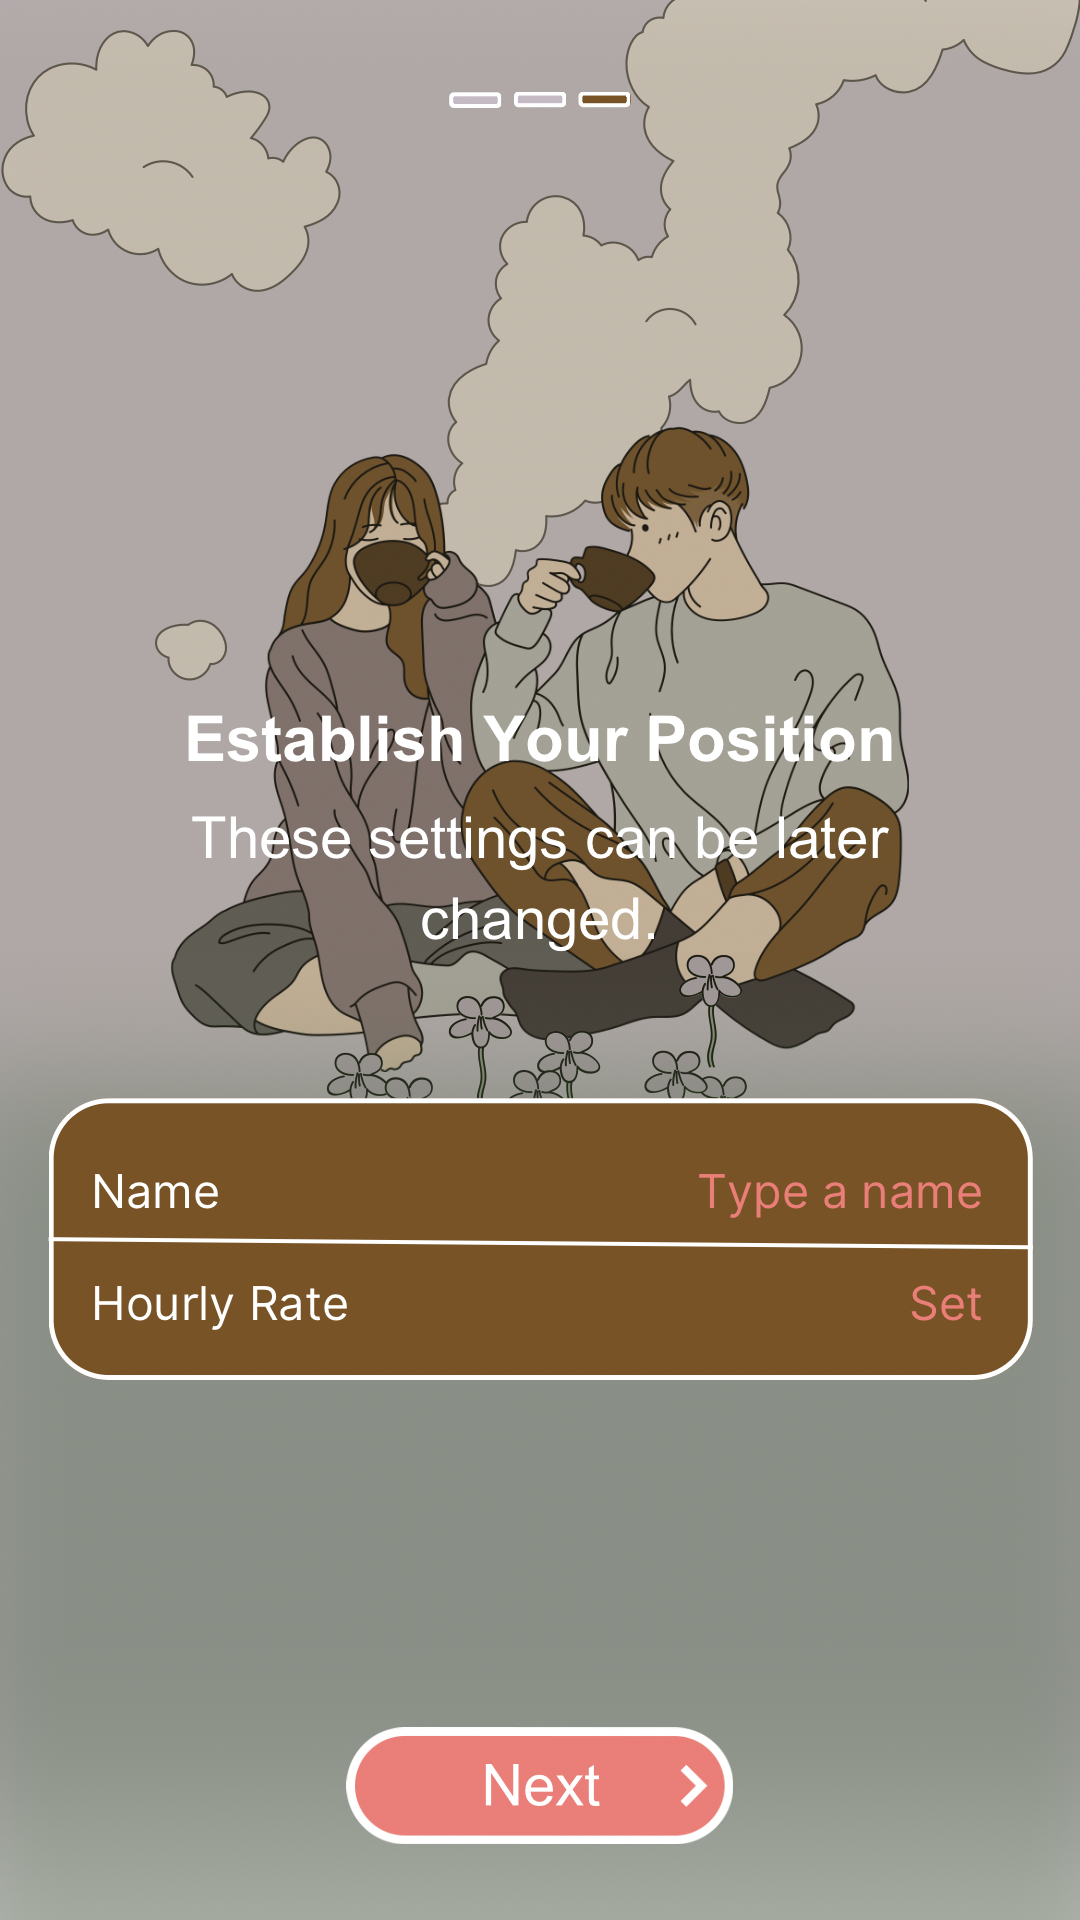 Establish Your Position
These settings can be later
changed.
Name
Type a name
Hourly Rate
Set
Next